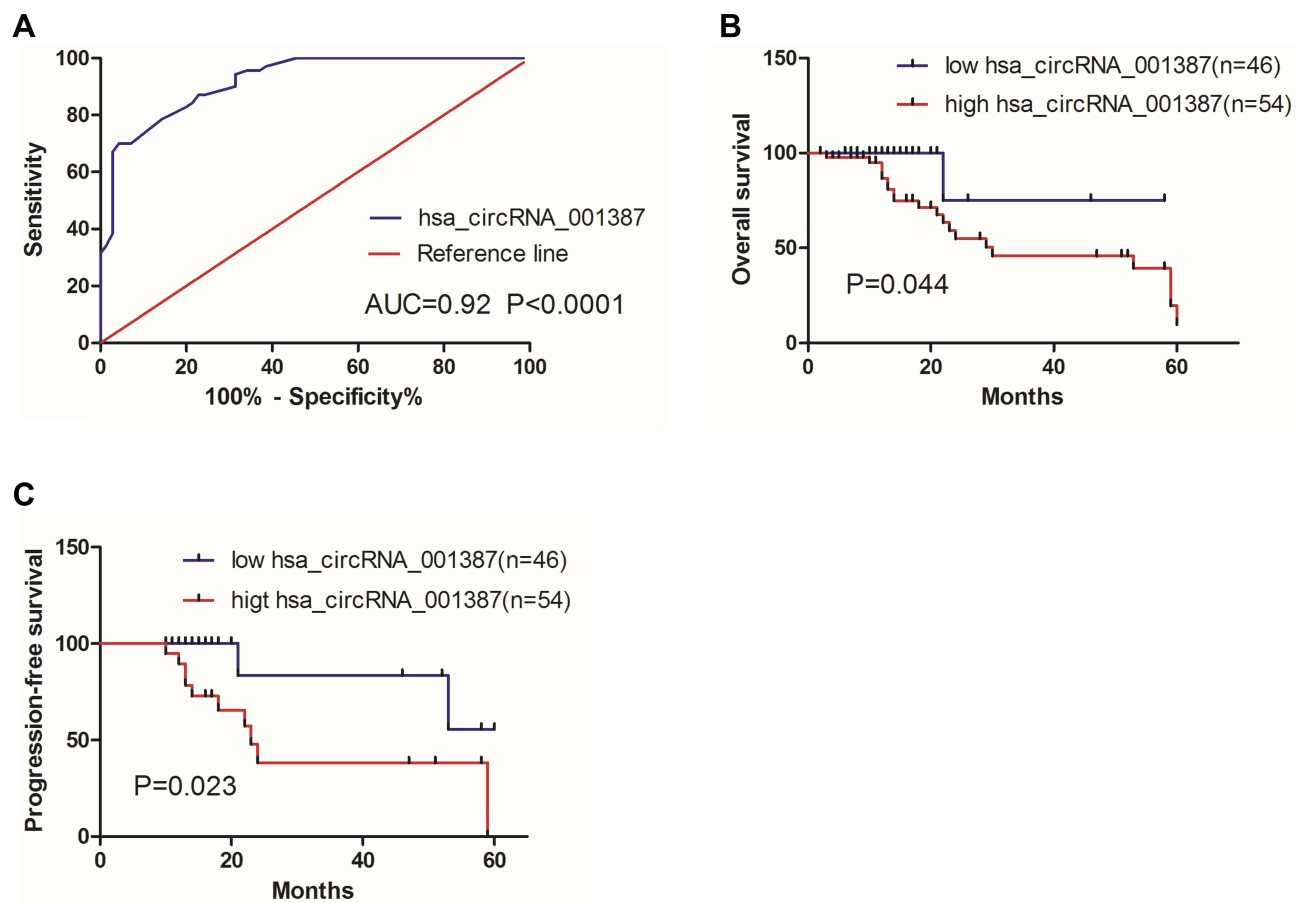 A
Sensitivity
100
80
60
40
20
0
hsa_circRNA_001387
Reference line
AUC=0.92 P<0.0001
0 20 40 60 80 100
100% - Specificity%
B
Overall survival
150
100
50
0
low hsa_circRNA_001387(n=46)
high hsa_circRNA_001387(n=54)
P=0.044
0 20 40 60
Months
C
Progression-free survival
150
100
50
0
low hsa_circRNA_001387(n=46)
higt hsa_circRNA_001387(n=54)
P=0.023
0 20 40 60
Months